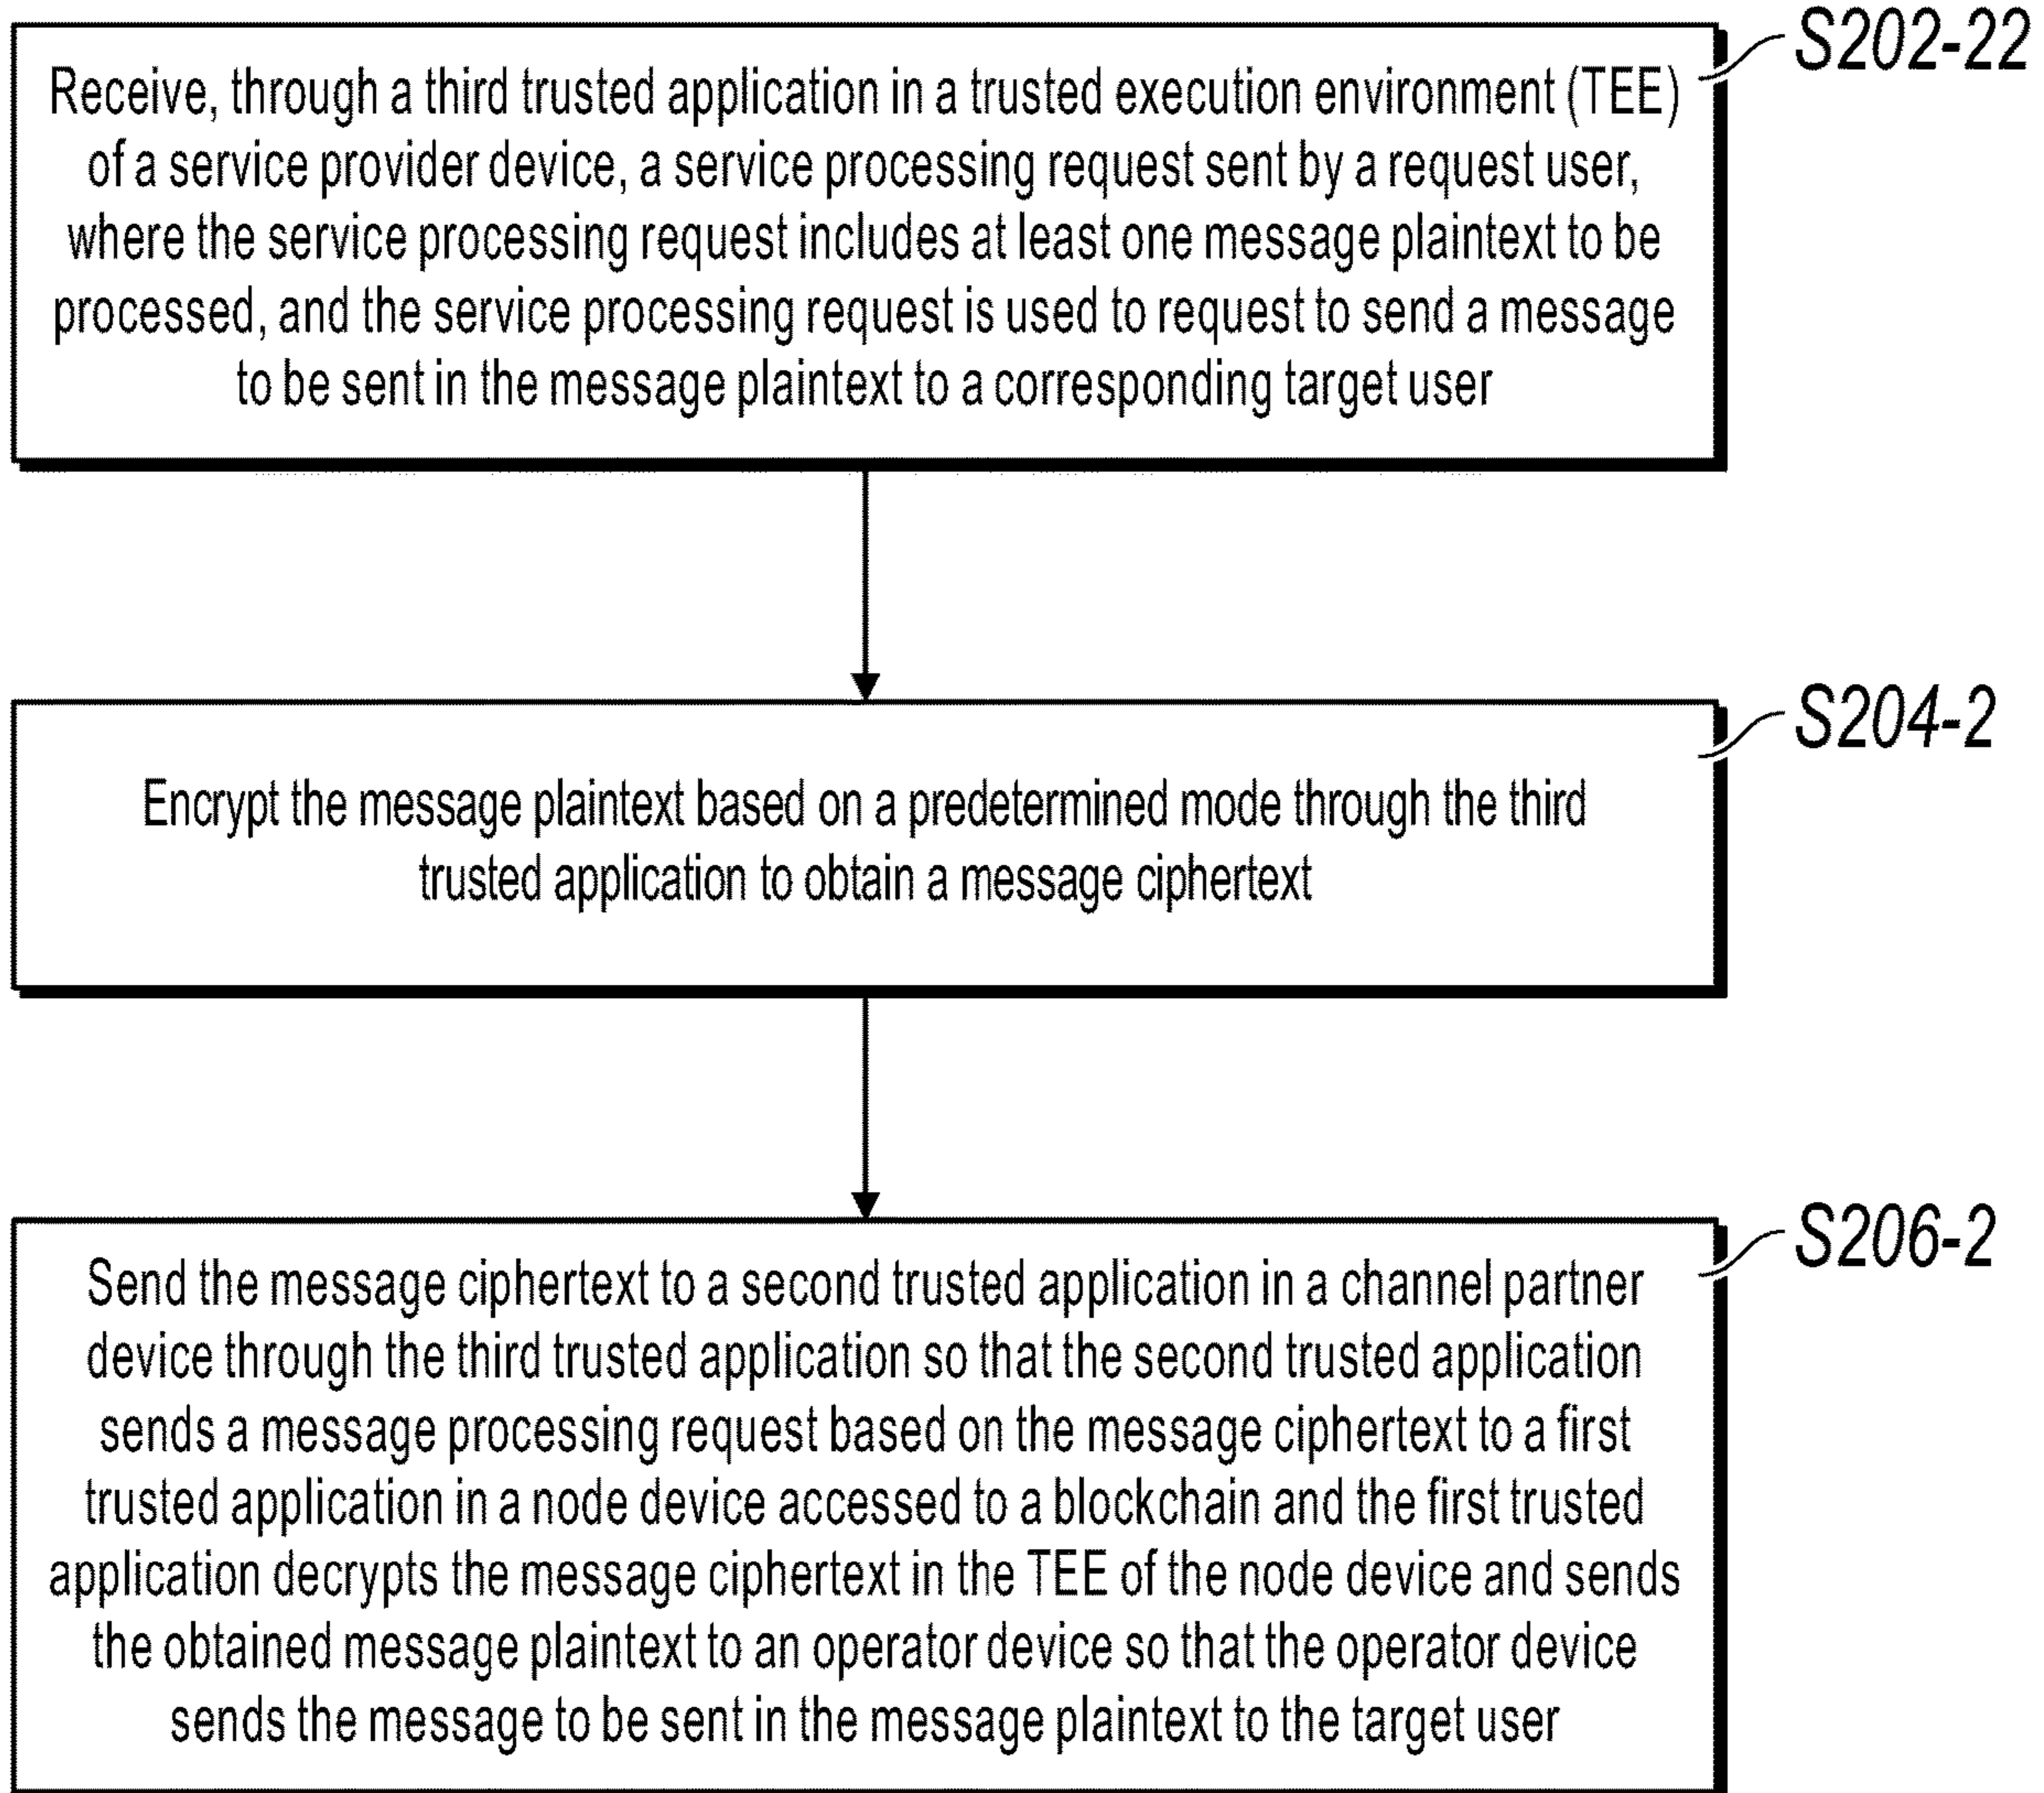 S202-22
Receive, through a third trusted application in a trusted execution environment (TEE)
of a service provider device, a service processing request sent by a request user,
where the service processing request includes at least one message plaintext to be
processed, and the service processing request is used to request to send a message
to be sent in the message plaintext to a corresponding target user
S204-2
Encrypt the message plaintext based on a predetermined mode through the third
trusted application to obtain a message ciphertext
S206-2
Send the message ciphertext to a second trusted application in a channel partner
device through the third trusted application so that the second trusted application
sends a message processing request based on the message ciphertext to a first
trusted application in a node device accessed to a blockchain and the first trusted
application decrypts the message ciphertext in the TEE of the node device and sends
the obtained message plaintext to an operator device so that the operator device
sends the message to be sent in the message plaintext to the target user